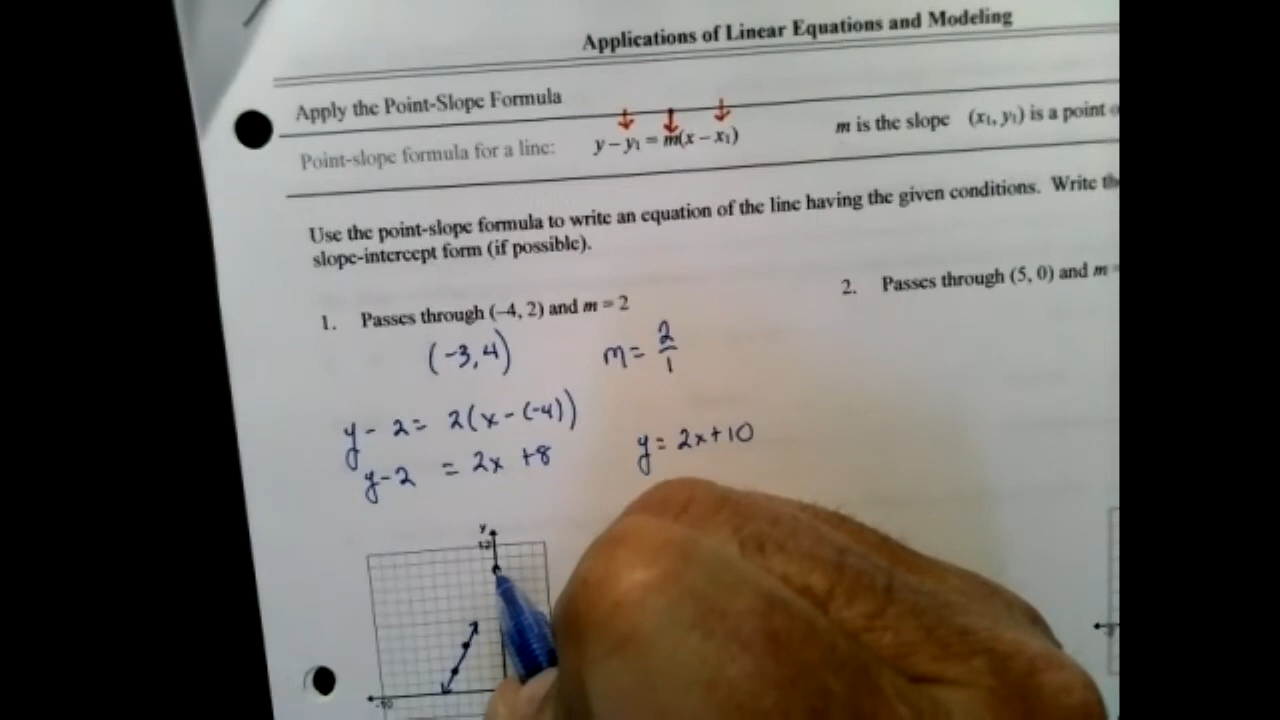 Applications of Linear Equations and Modeling
Apply the Point-Slope Formula
Point-slope formula for a line: y − y₁ = m(x − x₁) m is the slope (x₁, y₁) is a point
Use the point-slope formula to write an equation of the line having the given conditions. Write
slope-intercept form (if possible).
1. Passes through (−4, 2) and m = 2
2. Passes through (5, 0) and m
(-3,4) m = 2/1
y - 2 = 2(x - (-4))
y - 2 = 2x + 8
y = 2x + 10
y
12
-10